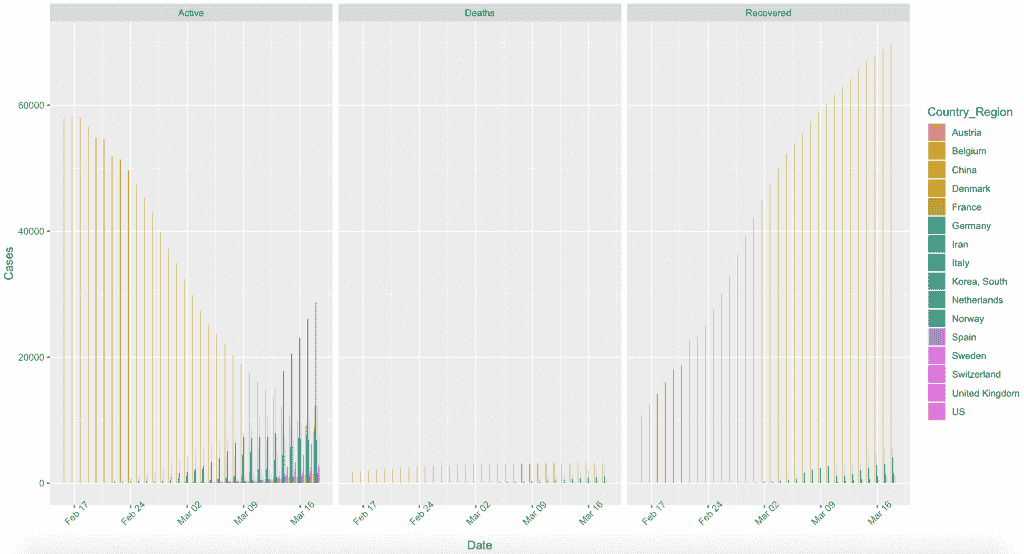 Active Deaths Recovered
60000
40000
20000
0
Cases
Feb 17 Feb 24 Mar 02 Mar 09 Mar 16 Feb 17 Feb 24 Mar 02 Mar 09 Mar 16 Feb 17 Feb 24 Mar 02 Mar 09 Mar 16
Date
Country_Region
Austria
Belgium
China
Denmark
France
Germany
Iran
Italy
Korea, South
Netherlands
Norway
Spain
Sweden
Switzerland
United Kingdom
US